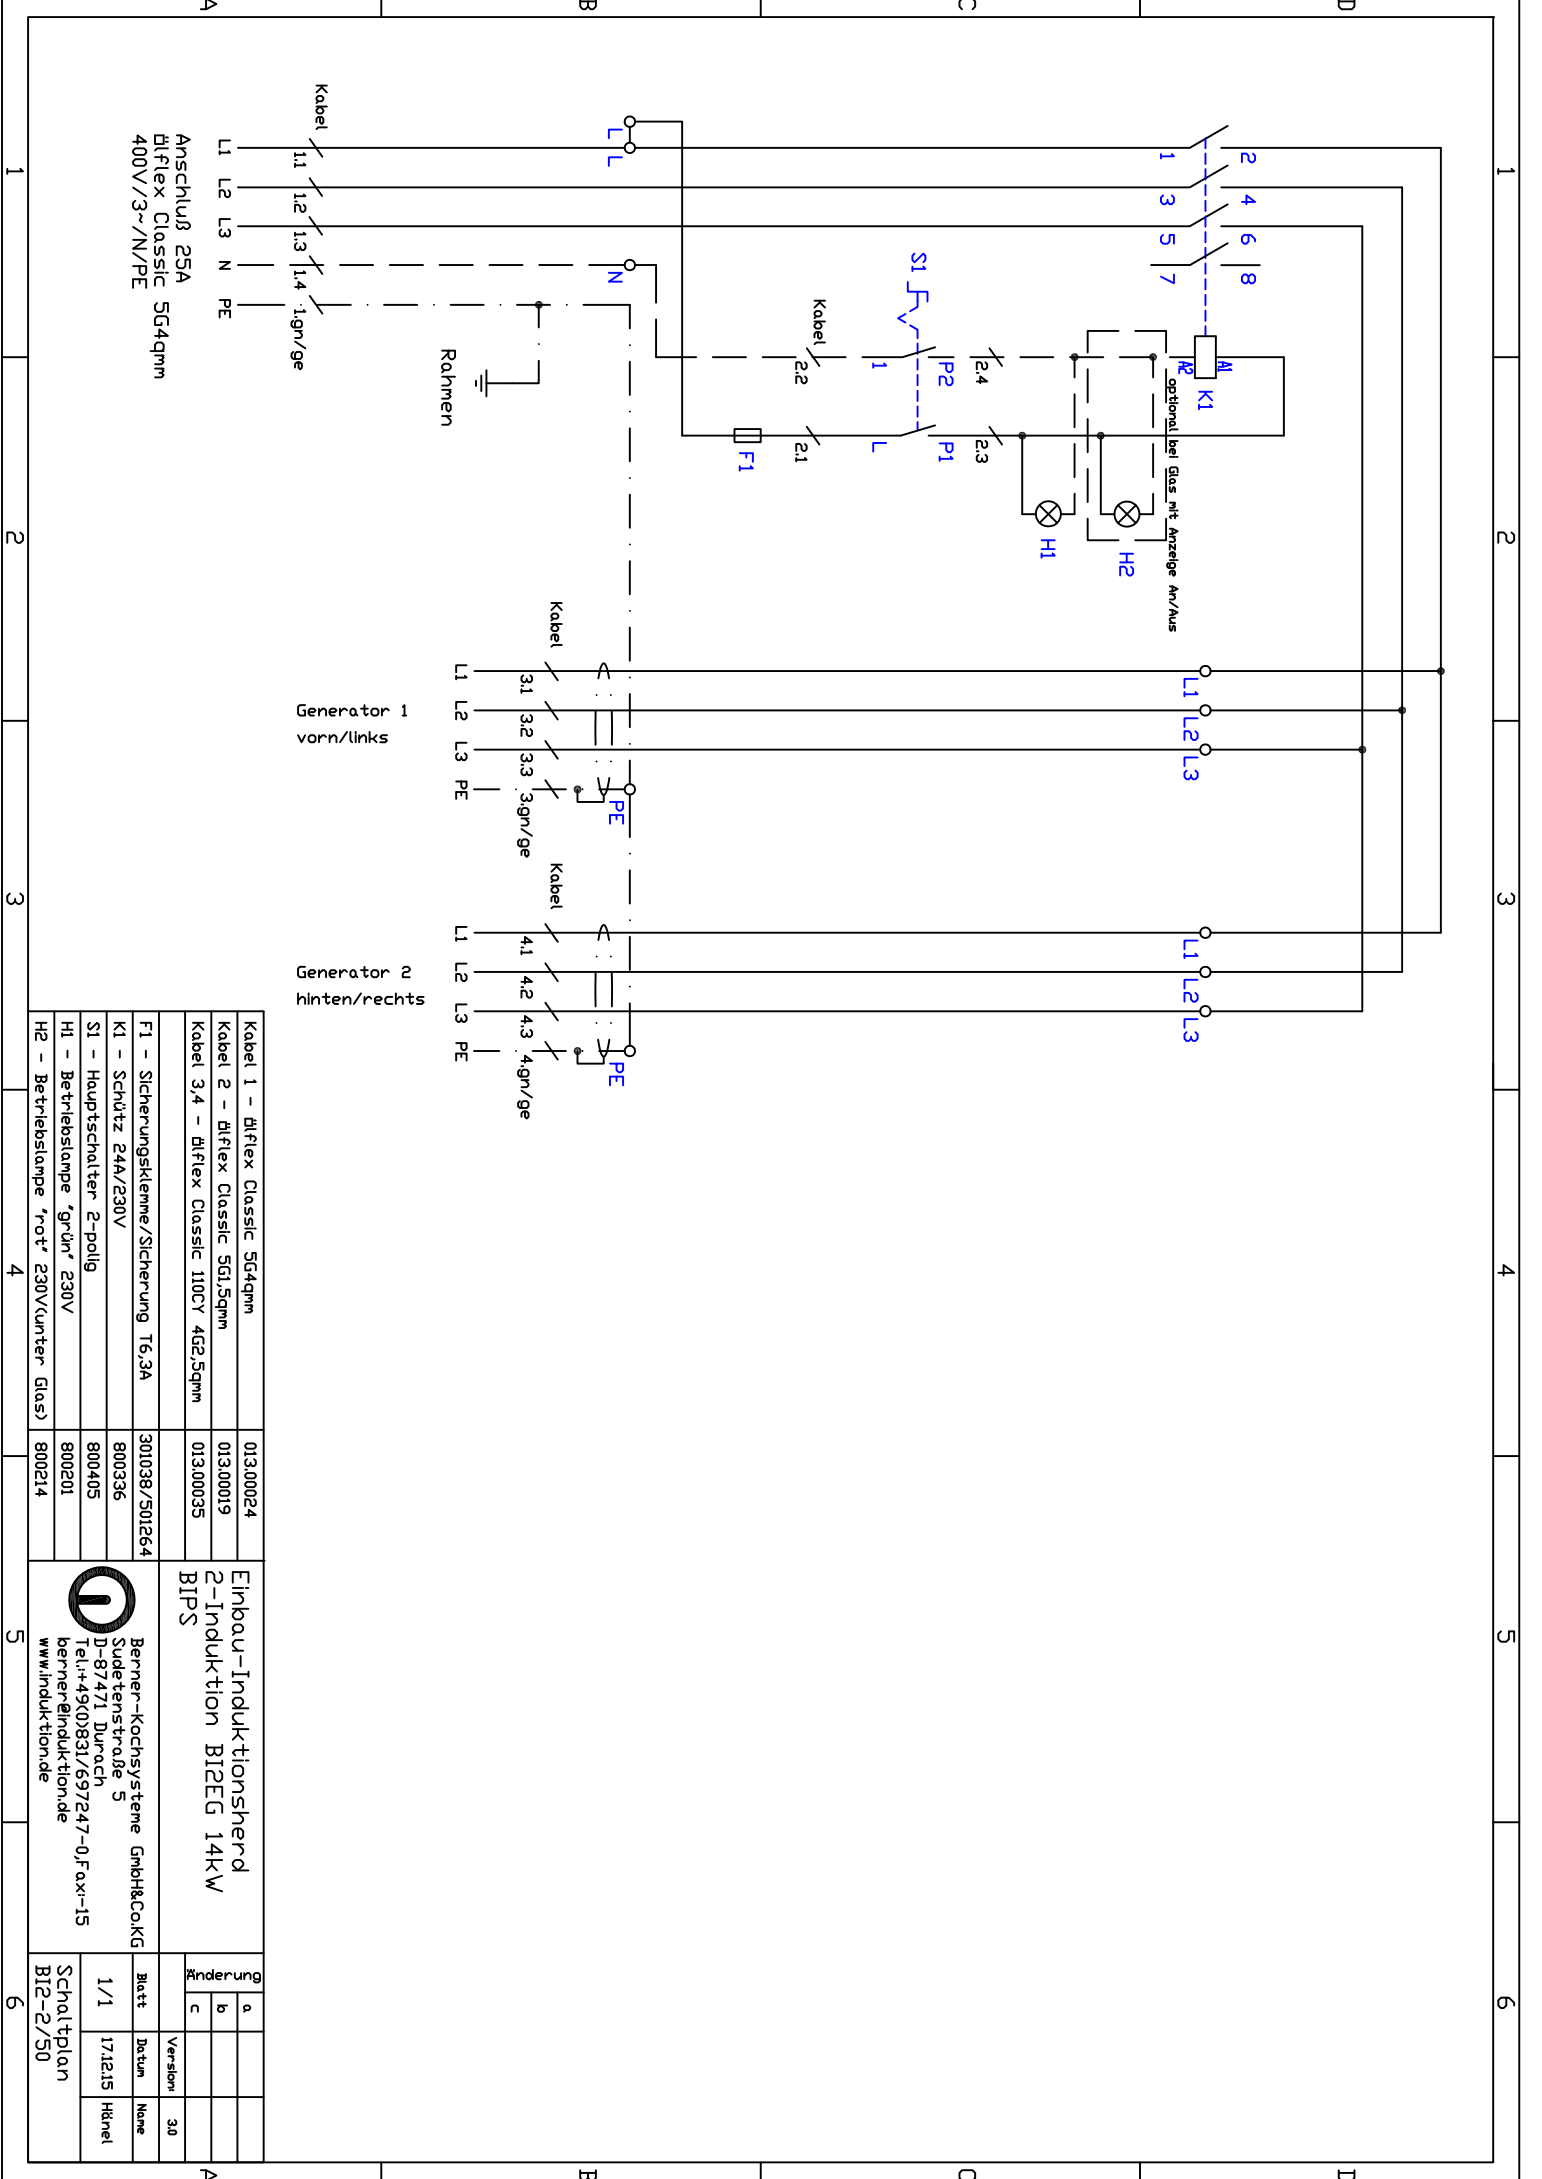 A
B
C
D
1
2
3
4
5
6
1
2
3
4
5
6
A
B
C
D
2
4
6
8
1
3
5
7
K1
A1
A2
optional bei Glas mit Anzeige An/Aus
H2
H1
S1
P2
1
P1
L
2.4
2.3
Kabel
2.2
2.1
F1
L
L
N
Kabel
1.1
1.2
1.3
1.4
1.gn/ge
L1
L2
L3
N
PE
Anschluß 25A
Ölflex Classic 5G4qmm
400V/3~/N/PE
Rahmen
L1
L2
L3
PE
Kabel
3.1
3.2
3.3
3.gn/ge
L1
L2
L3
PE
Generator 1
vorn/links
L1
L2
L3
PE
Kabel
4.1
4.2
4.3
4.gn/ge
L1
L2
L3
PE
Generator 2
hinten/rechts
Kabel 1 - Ölflex Classic 5G4qmm 013.00024
Kabel 2 - Ölflex Classic 5G1,5qmm 013.00019
Kabel 3,4 - Ölflex Classic 110CY 4G2,5qmm 013.00035
F1 - Sicherungsklemme/Sicherung T6,3A 301038/501264
K1 - Schütz 24A/230V 800336
S1 - Hauptschalter 2-polig 800405
H1 - Betriebslampe "grün" 230V 800201
H2 - Betriebslampe "rot" 230V(unter Glas) 800214
Einbau-Induktionsherd
2-Induktion BI2EG 14kW
BIPS
Berner-Kochsysteme GmbH&Co.KG
Sudetenstraße 5
D-87471 Durach
Tel.:+49(0)831/697247-0,Fax:-15
berner@induktion.de
www.induktion.de
Änderung
a
b
c
Version: 3.0
Blatt Datum Name
1/1 17.12.15 Hänel
Schaltplan
BI2-2/50